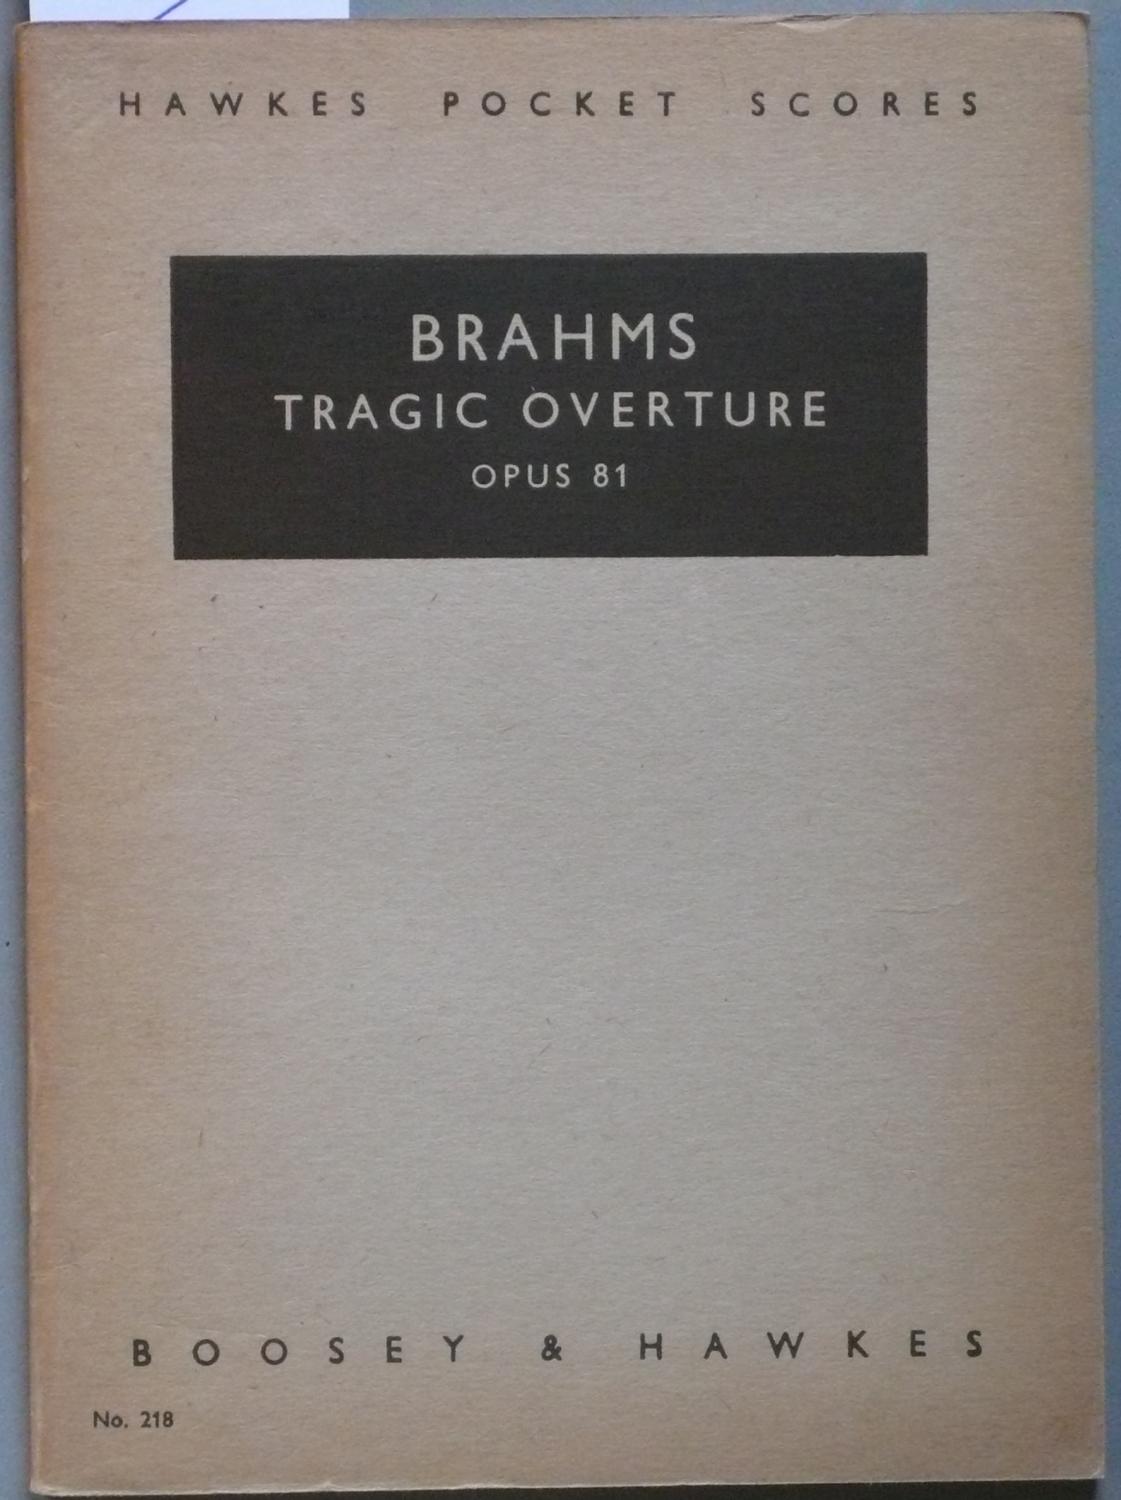 HAWKES POCKET SCORES
BRAHMS
TRAGIC OVERTURE
OPUS 81
BOOSEY & HAWKES
No. 218